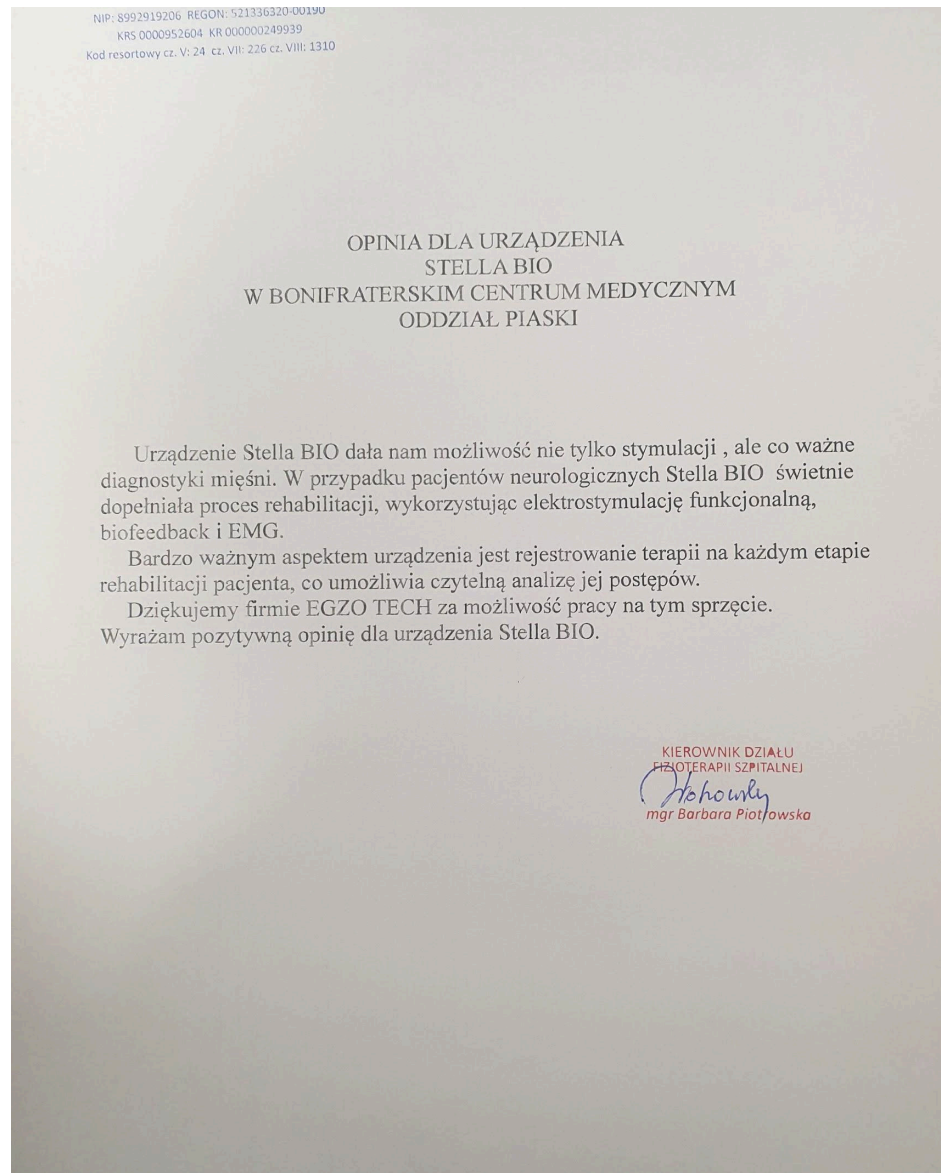 NIP: 8992919206 REGON: 521336320-00190
KRS 0000952604 KR 000000249939
Kod resortowy cz. V: 24 cz. VII: 226 cz. VIII: 1310
OPINIA DLA URZĄDZENIA
STELLA BIO
W BONIFRATERSKIM CENTRUM MEDYCZNYM
ODDZIAŁ PIASKI
Urządzenie Stella BIO dała nam możliwość nie tylko stymulacji , ale co ważne
diagnostyki mięśni. W przypadku pacjentów neurologicznych Stella BIO świetnie
dopełniała proces rehabilitacji, wykorzystując elektrostymulację funkcjonalną,
biofeedback i EMG.
Bardzo ważnym aspektem urządzenia jest rejestrowanie terapii na każdym etapie
rehabilitacji pacjenta, co umożliwia czytelną analizę jej postępów.
Dziękujemy firmie EGZO TECH za możliwość pracy na tym sprzęcie.
Wyrażam pozytywną opinię dla urządzenia Stella BIO.
KIEROWNIK DZIAŁU
FIZJOTERAPII SZPITALNEJ
mgr Barbara Piotrowska